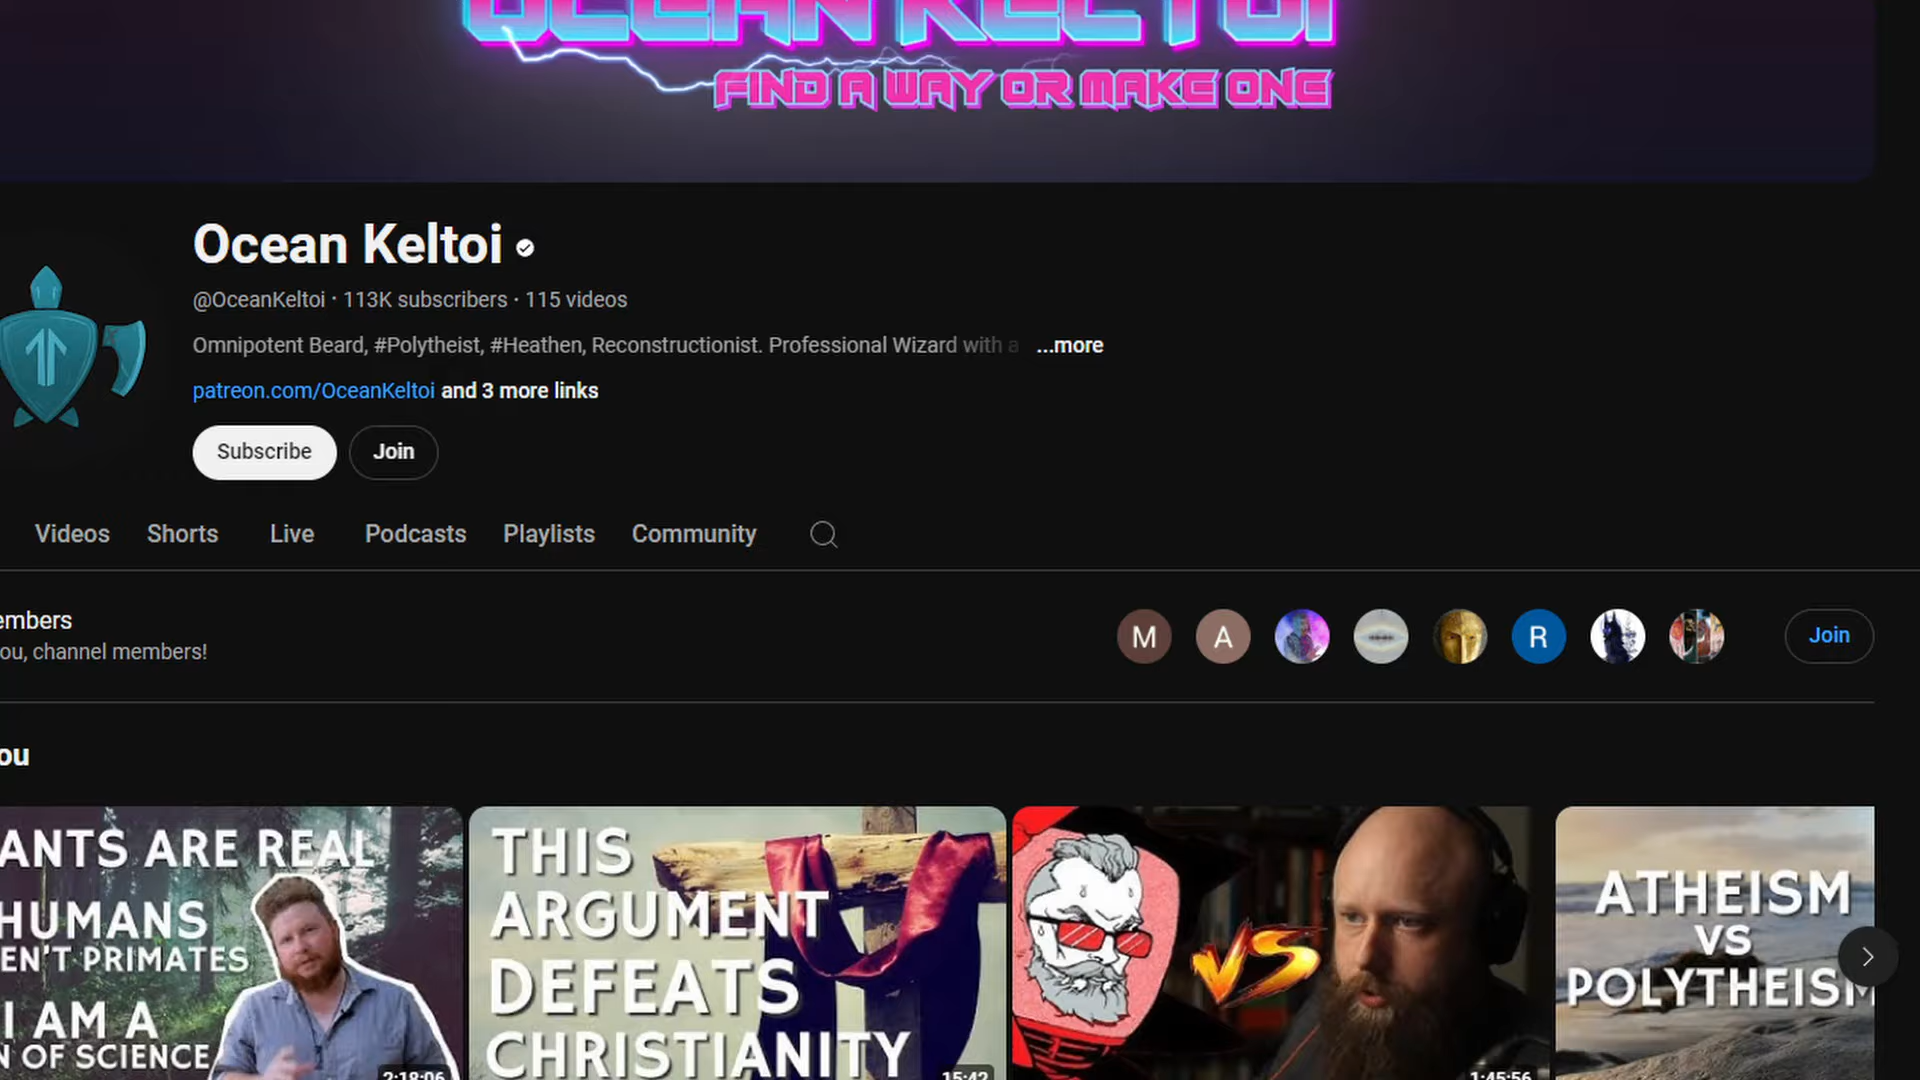 OCEAN KELTOI
FIND A WAY OR MAKE ONE
Ocean Keltoi
@OceanKeltoi · 113K subscribers · 115 videos
Omnipotent Beard, #Polytheist, #Heathen, Reconstructionist. Professional Wizard with a ...more
patreon.com/OceanKeltoi and 3 more links
Subscribe
Join
Videos
Shorts
Live
Podcasts
Playlists
Community
embers
ou, channel members!
M
A
R
Join
ou
ANTS ARE REAL
HUMANS
EN'T PRIMATES
I AM A
N OF SCIENCE
2:18:06
THIS
ARGUMENT
DEFEATS
CHRISTIANITY
15:42
VS
1:45:56
ATHEISM
VS
POLYTHEISM